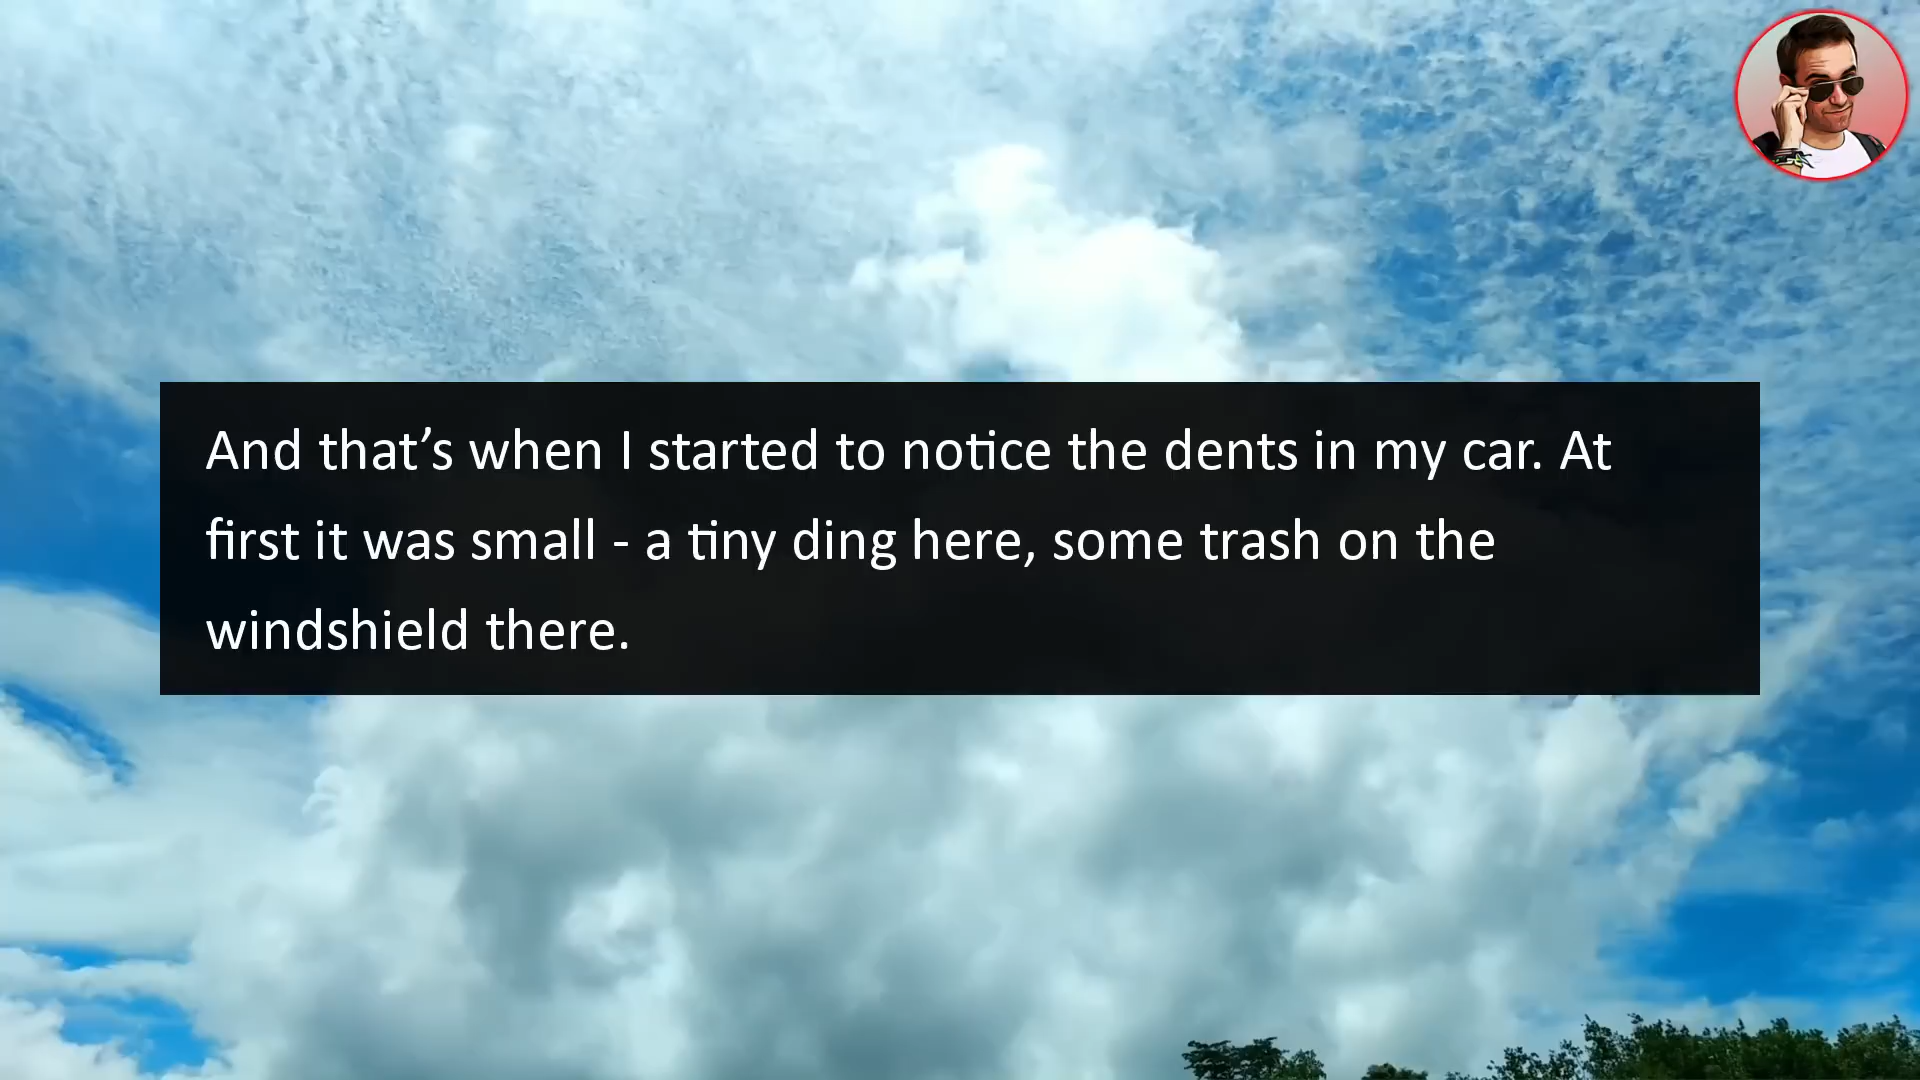 And that’s when I started to notice the dents in my car. At
first it was small - a tiny ding here, some trash on the
windshield there.